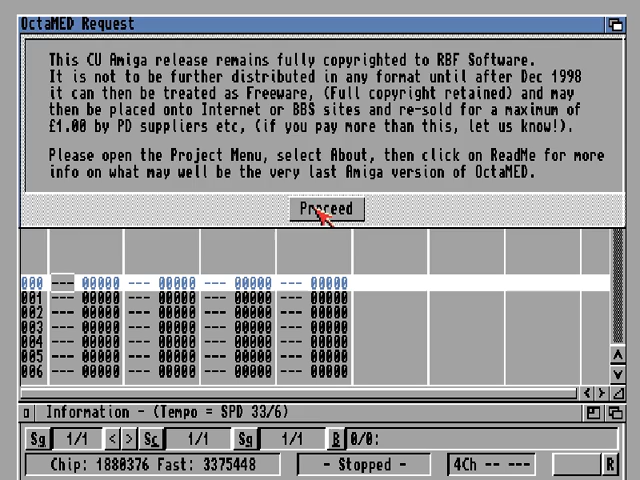 OctaMED Request
This CU Amiga release remains fully copyrighted to RBF Software.
It is not to be further distributed in any format until after Dec 1998
it can then be treated as Freeware, (Full copyright retained) and may
then be placed onto Internet or BBS sites and re-sold for a maximum of
£1.00 by PD suppliers etc, (if you pay more than this, let us know!).
Please open the Project Menu, select About, then click on ReadMe for more
info on what may well be the very last Amiga version of OctaMED.
Proceed
000 --- 00000 --- 00000 --- 00000 --- 00000
001 --- 00000 --- 00000 --- 00000 --- 00000
002 --- 00000 --- 00000 --- 00000 --- 00000
003 --- 00000 --- 00000 --- 00000 --- 00000
004 --- 00000 --- 00000 --- 00000 --- 00000
005 --- 00000 --- 00000 --- 00000 --- 00000
006 --- 00000 --- 00000 --- 00000 --- 00000
Information - (Tempo = SPD 33/6)
Sg 1/1 < > Sc 1/1 Sq 1/1 B 0/0:
Chip: 1880376 Fast: 3375448 - Stopped - 4Ch -- --- R